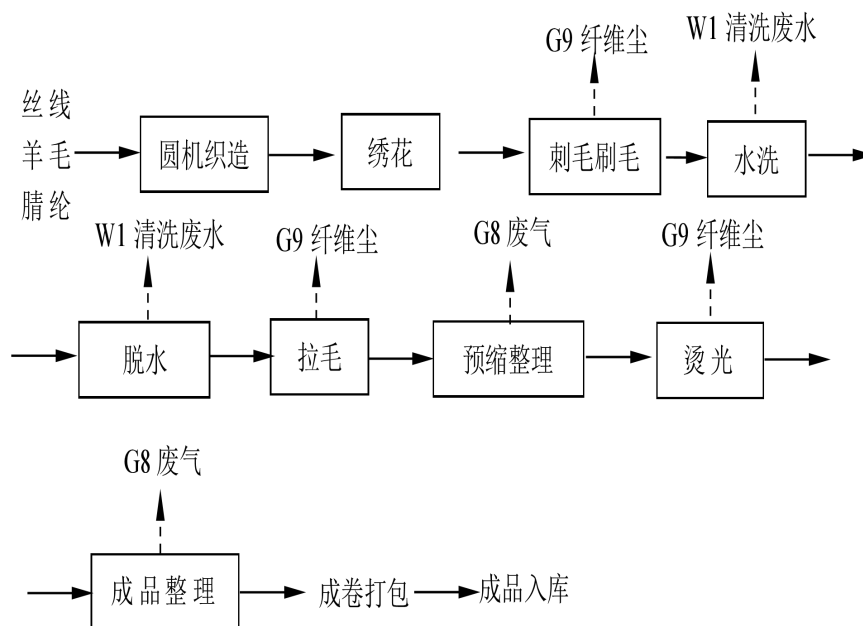 G9 纤维尘
W1 清洗废水
丝线
羊毛
腈纶
圆机织造
绣花
刺毛刷毛
水洗
W1 清洗废水
G9 纤维尘
G8 废气
G9 纤维尘
脱水
拉毛
预缩整理
烫光
G8 废气
成品整理
成卷打包
成品入库